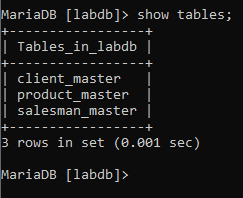 MariaDB [labdb]> show tables;
+-----------------+
| Tables_in_labdb |
+-----------------+
| client_master   |
| product_master  |
| salesman_master |
+-----------------+
3 rows in set (0.001 sec)
MariaDB [labdb]>